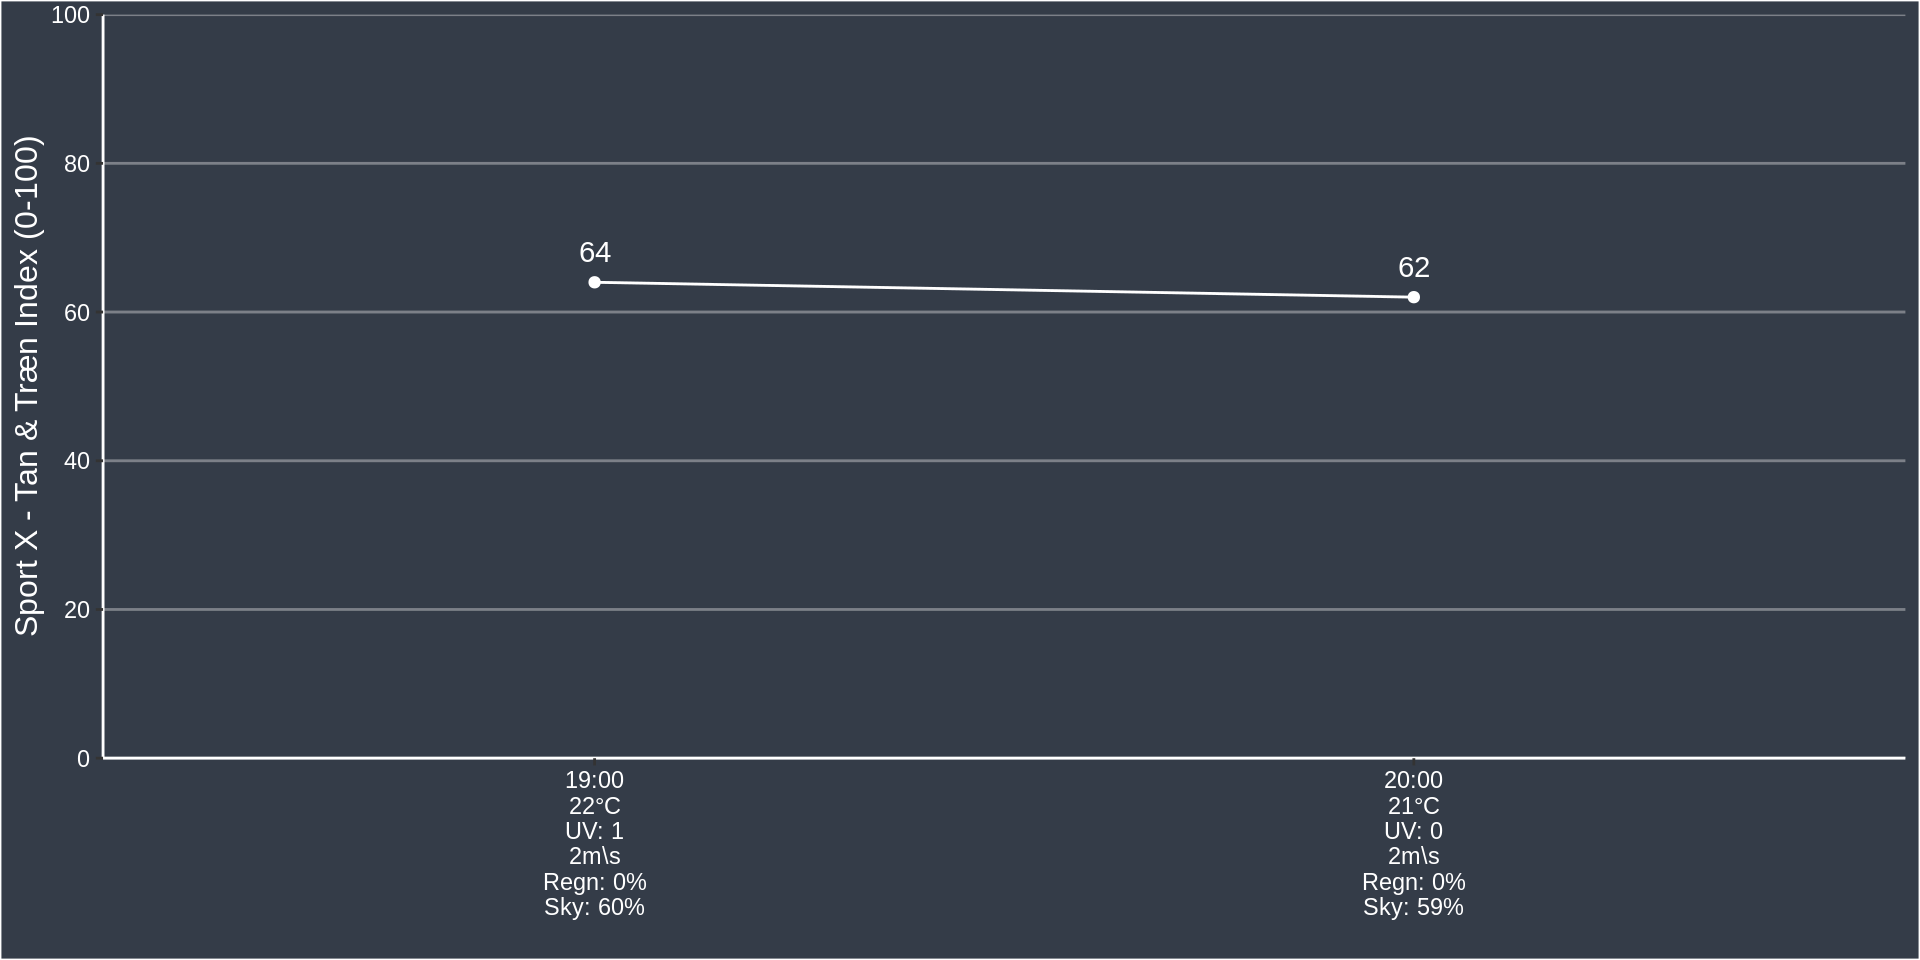 Sport X - Tan & Træn Index (0-100)
100
80
60
40
20
0
64
62
19:00
22°C
UV: 1
2m\s
Regn: 0%
Sky: 60%
20:00
21°C
UV: 0
2m\s
Regn: 0%
Sky: 59%